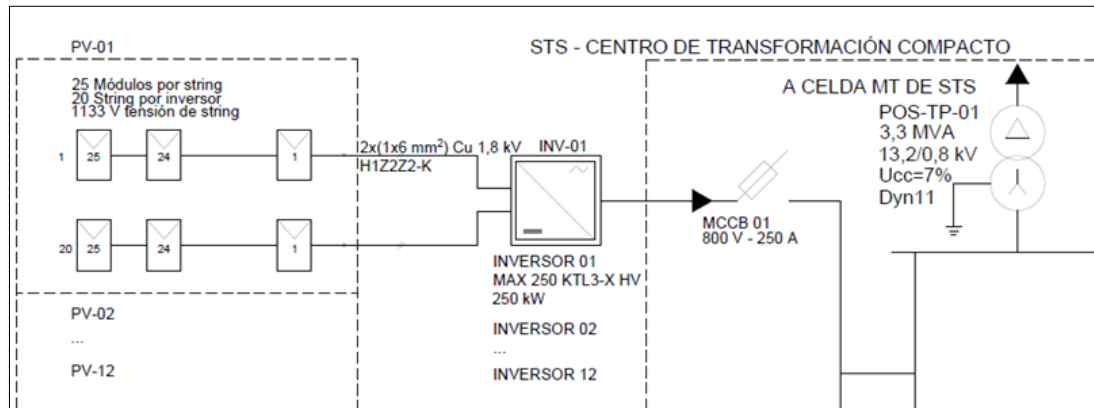 PV-01
25 Módulos por string
20 String por inversor
1133 V tensión de string
1
25
24
1
20
25
24
1
PV-02
...
PV-12
2x(1x6 mm²) Cu 1,8 kV
H1Z2Z2-K
INV-01
INVERSOR 01
MAX 250 KTL3-X HV
250 kW
INVERSOR 02
...
INVERSOR 12
STS - CENTRO DE TRANSFORMACIÓN COMPACTO
MCCB 01
800 V - 250 A
A CELDA MT DE STS
POS-TP-01
3,3 MVA
13,2/0,8 kV
Ucc=7%
Dyn11